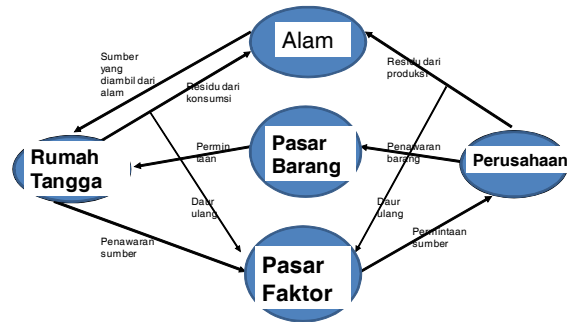 Alam
Sumber
yang
diambil dari
alam
Residu dari
konsumsi
Residu dari
produksi
Rumah
Tangga
Permin
taan
Pasar
Barang
Penawaran
barang
Perusahaan
Daur
ulang
Daur
ulang
Penawaran
sumber
Pasar
Faktor
Permintaan
sumber